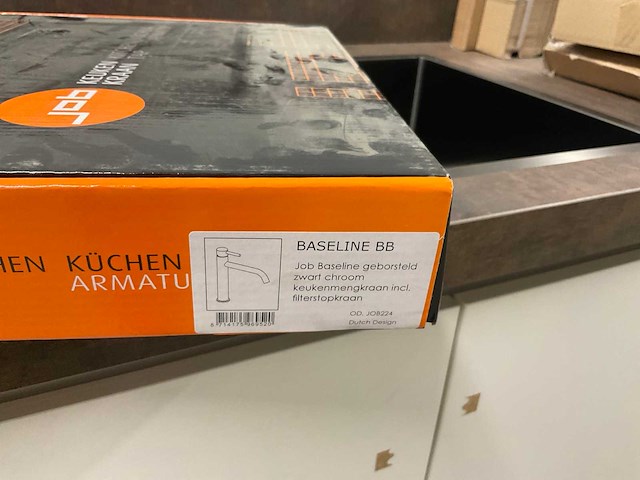 Job
KEUKEN
KRAAN
KÜCHEN
ARMATU
BASELINE BB
Job Baseline geborsteld
zwart chroom
keukenmengkraan incl.
filterstopkraan
OD. JOB224
Dutch Design